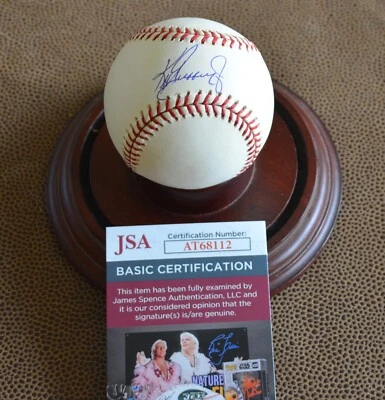 JSA
Certification Number:
AT68112
BASIC CERTIFICATION
This item has been fully examined by
James Spence Authentication, LLC and
it is our considered opinion that the
signature(s) is/are genuine.
NATURE